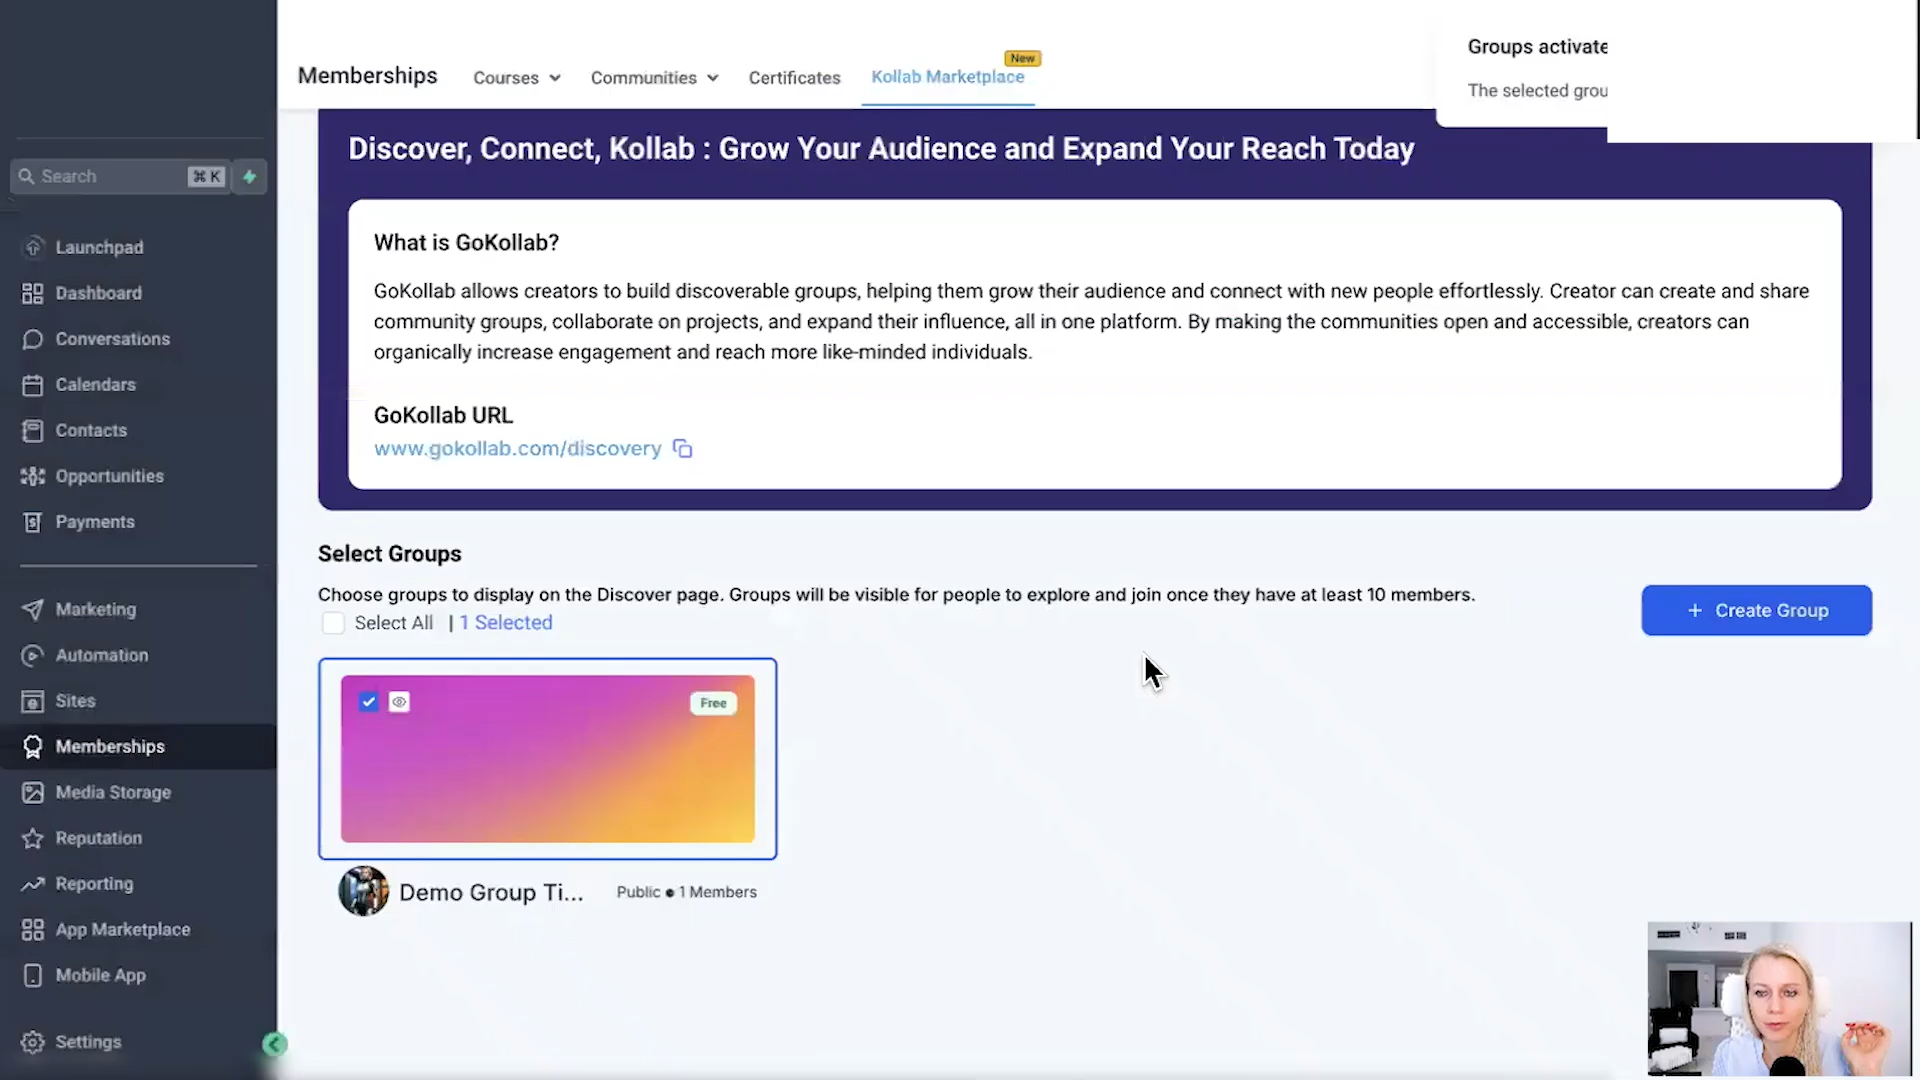 Search
⌘ K
Launchpad
Dashboard
Conversations
Calendars
Contacts
Opportunities
Payments
Marketing
Automation
Sites
Memberships
Media Storage
Reputation
Reporting
App Marketplace
Mobile App
Settings
Memberships
Courses
Communities
Certificates
Kollab Marketplace
New
Groups activate
The selected grou
Discover, Connect, Kollab : Grow Your Audience and Expand Your Reach Today
What is GoKollab?
GoKollab allows creators to build discoverable groups, helping them grow their audience and connect with new people effortlessly. Creator can create and share
community groups, collaborate on projects, and expand their influence, all in one platform. By making the communities open and accessible, creators can
organically increase engagement and reach more like-minded individuals.
GoKollab URL
www.gokollab.com/discovery
Select Groups
Choose groups to display on the Discover page. Groups will be visible for people to explore and join once they have at least 10 members.
Select All | 1 Selected
+ Create Group
Free
Demo Group Ti...
Public ● 1 Members